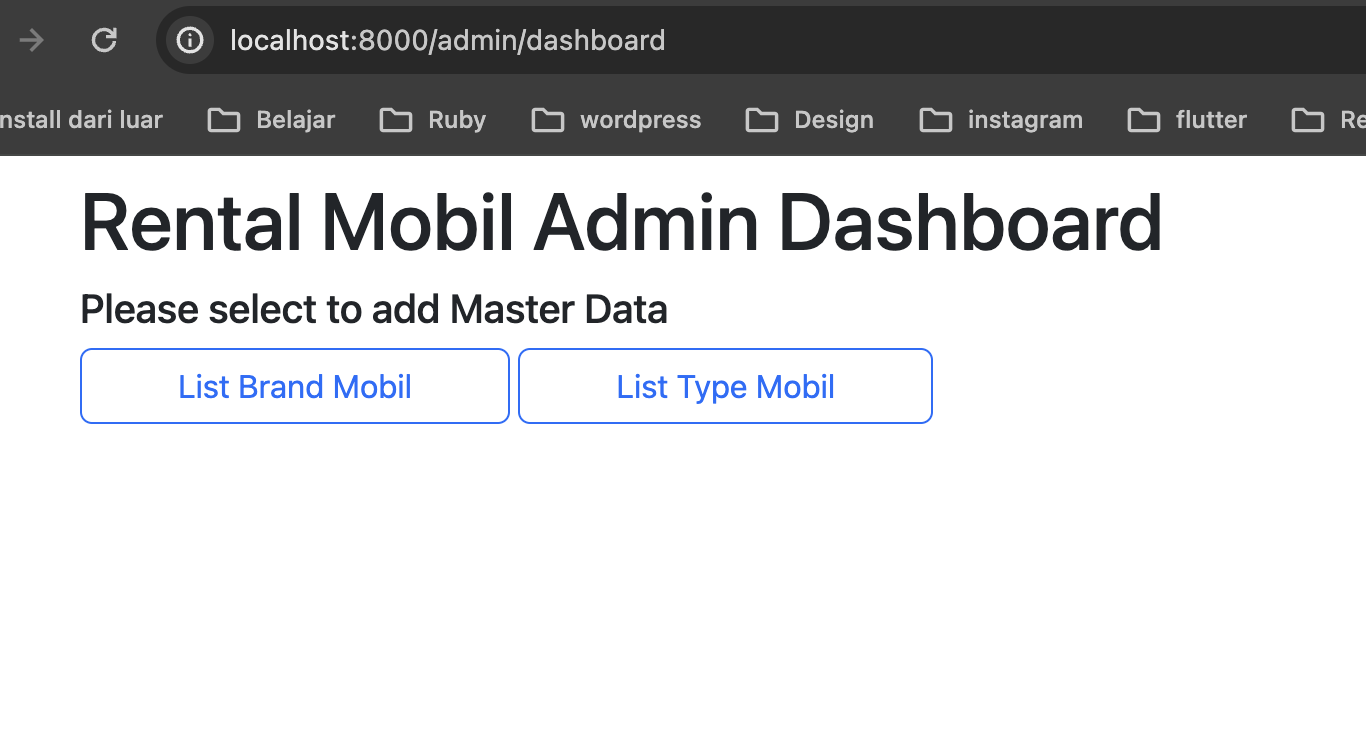 localhost:8000/admin/dashboard
nstall dari luar Belajar Ruby wordpress Design instagram flutter Re
Rental Mobil Admin Dashboard
Please select to add Master Data
List Brand Mobil List Type Mobil